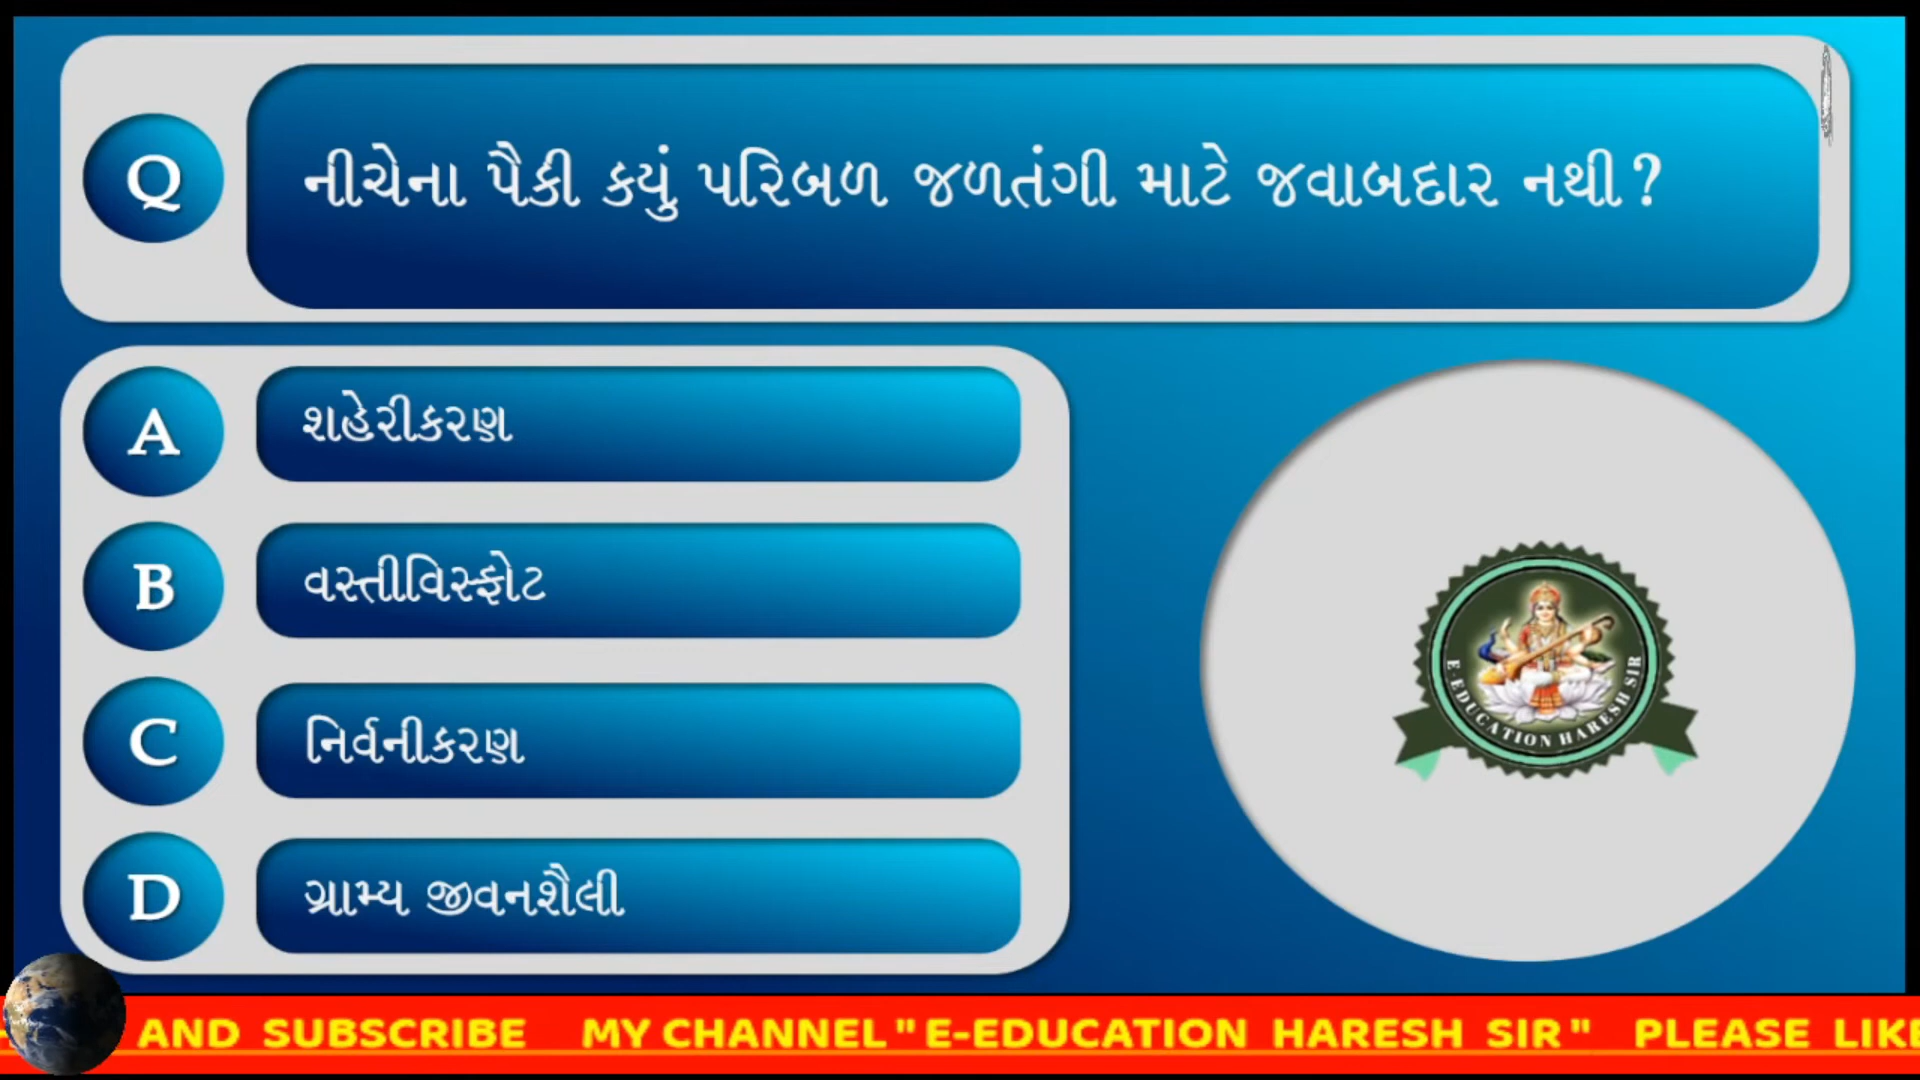 Q
નીચેના પૈકી કયું પરિબળ જળતંગી માટે જવાબદાર નથી?
A
શહેરીકરણ
B
વસ્તીવિસ્ફોટ
C
નિર્વનીકરણ
D
ગ્રામ્ય જીવનશૈલી
E-EDUCATION HARESH SIR
AND SUBSCRIBE MY CHANNEL "E-EDUCATION HARESH SIR" PLEASE LIKE